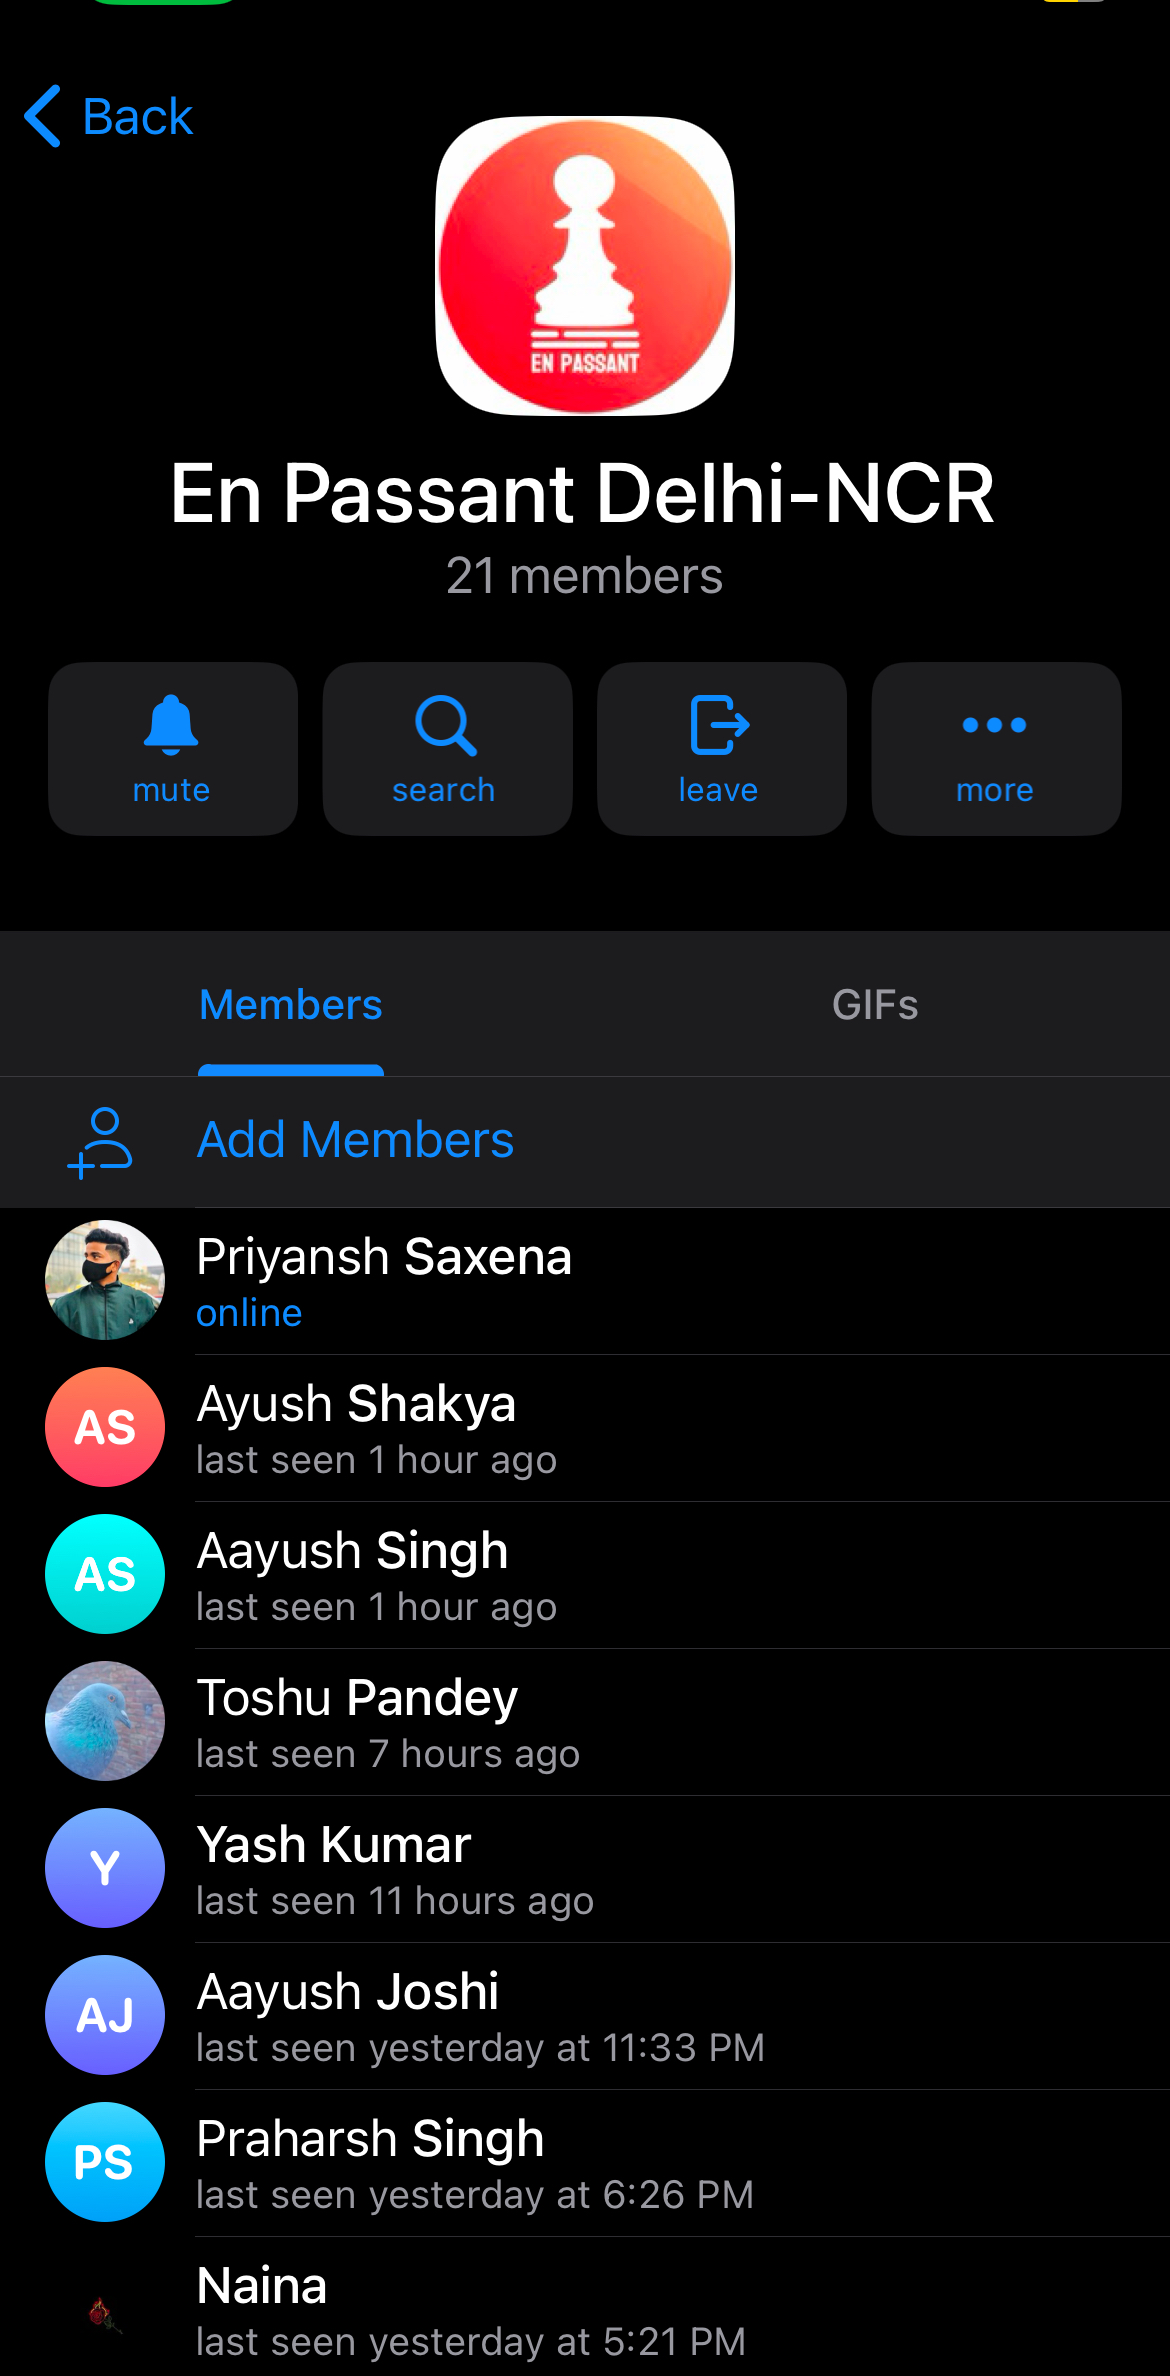 Back
EN PASSANT
En Passant Delhi-NCR
21 members
mute
search
leave
more
Members
GIFs
Add Members
Priyansh Saxena
online
AS
Ayush Shakya
last seen 1 hour ago
AS
Aayush Singh
last seen 1 hour ago
Toshu Pandey
last seen 7 hours ago
Y
Yash Kumar
last seen 11 hours ago
AJ
Aayush Joshi
last seen yesterday at 11:33 PM
PS
Praharsh Singh
last seen yesterday at 6:26 PM
Naina
last seen yesterday at 5:21 PM